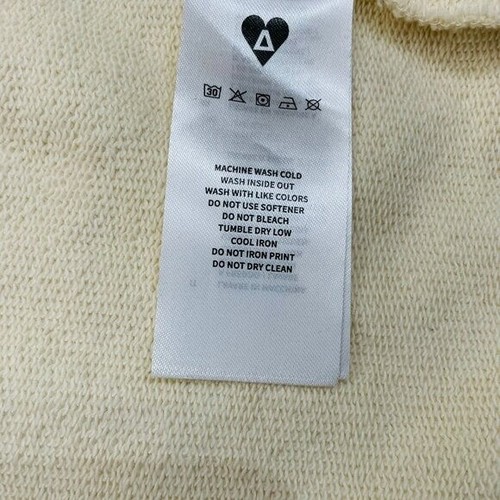 30
MACHINE WASH COLD
WASH INSIDE OUT
WASH WITH LIKE COLORS
DO NOT USE SOFTENER
DO NOT BLEACH
TUMBLE DRY LOW
COOL IRON
DO NOT IRON PRINT
DO NOT DRY CLEAN